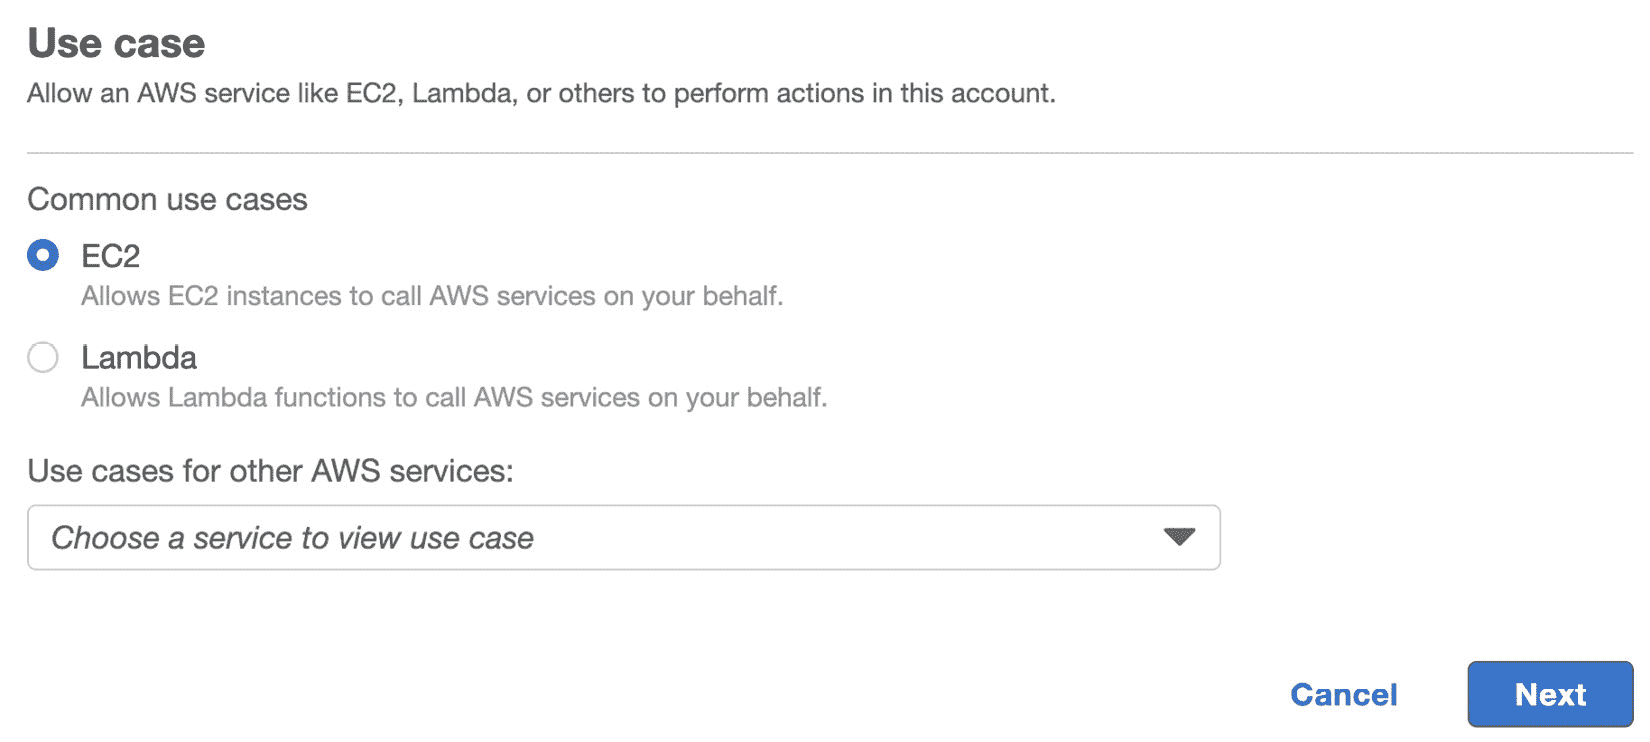 Use case
Allow an AWS service like EC2, Lambda, or others to perform actions in this account.
Common use cases
EC2
Allows EC2 instances to call AWS services on your behalf.
Lambda
Allows Lambda functions to call AWS services on your behalf.
Use cases for other AWS services:
Choose a service to view use case
Cancel
Next